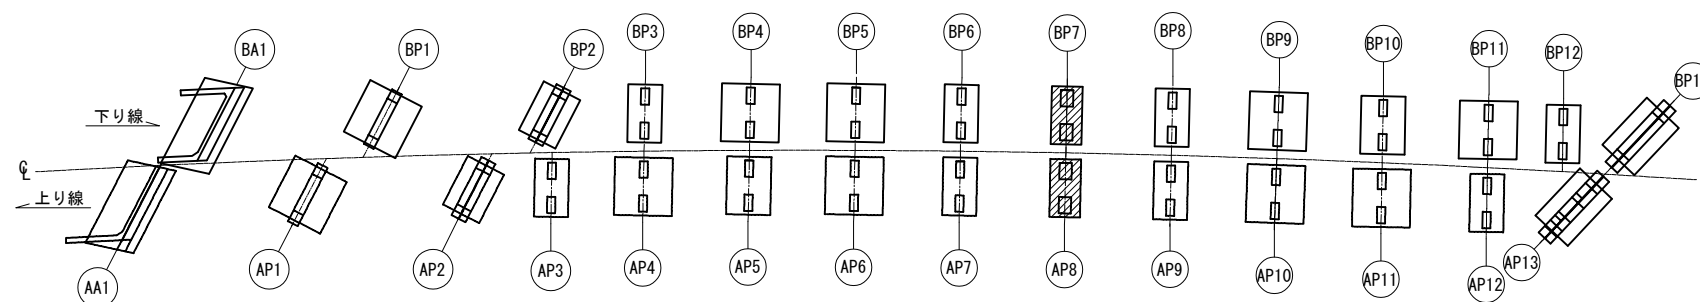 BA1 BP1 BP2 BP3 BP4 BP5 BP6 BP7 BP8 BP9 BP10 BP11 BP12
下り線
℄
上り線
AA1 AP1 AP2 AP3 AP4 AP5 AP6 AP7 AP8 AP9 AP10 AP11 AP12 AP13